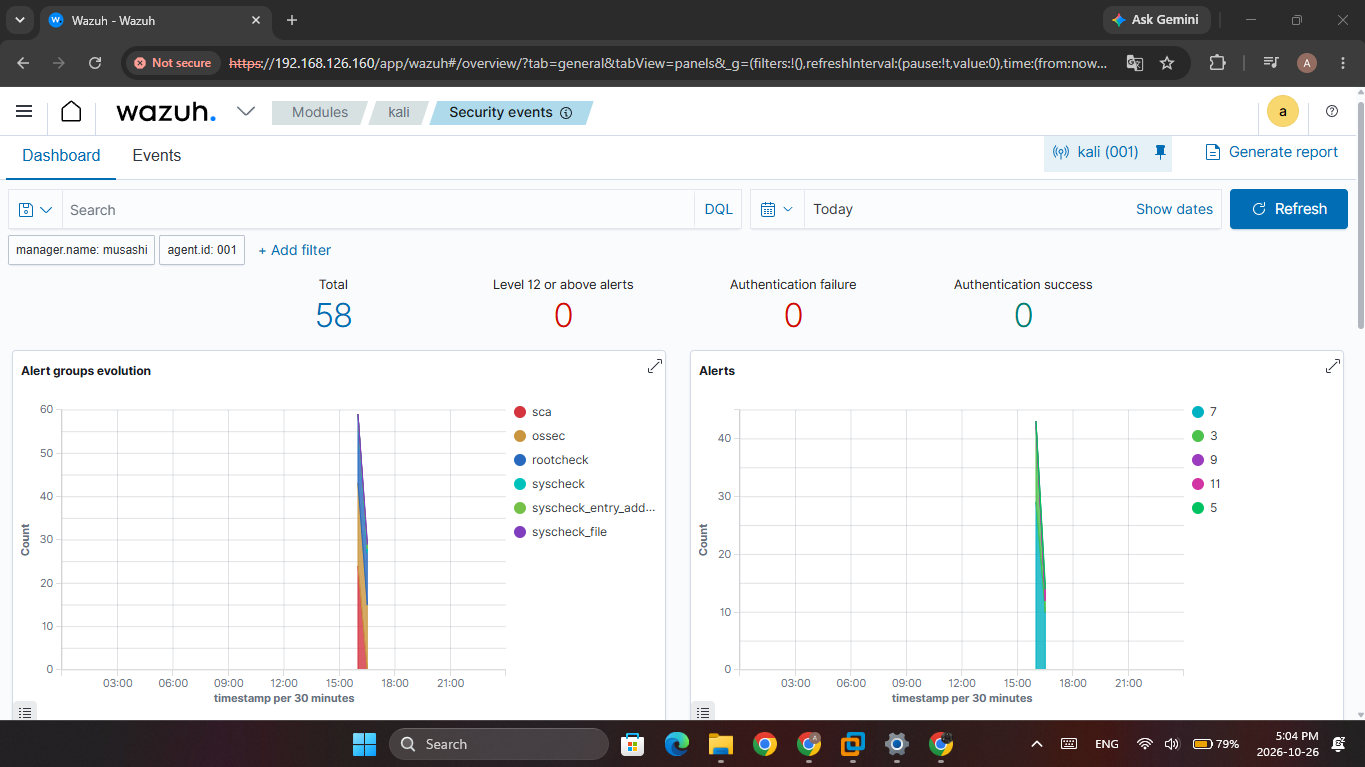 Wazuh - Wazuh
Ask Gemini
Not secure
https://192.168.126.160/app/wazuh#/overview/?tab=general&tabView=panels&_g=(filters:!(),refreshInterval:(pause:!t,value:0),time:(from:now...
A
wazuh.
Modules
kali
Security events
a
Dashboard
Events
kali (001)
Generate report
Search
DQL
Today
Show dates
Refresh
manager.name: musashi
agent.id: 001
+ Add filter
Total
58
Level 12 or above alerts
0
Authentication failure
0
Authentication success
0
Alert groups evolution
Count
60
50
40
30
20
10
0
03:00 06:00 09:00 12:00 15:00 18:00 21:00
timestamp per 30 minutes
sca
ossec
rootcheck
syscheck
syscheck_entry_add...
syscheck_file
Alerts
Count
40
30
20
10
0
03:00 06:00 09:00 12:00 15:00 18:00 21:00
timestamp per 30 minutes
7
3
9
11
5
Search
ENG
79%
5:04 PM
2026-10-26